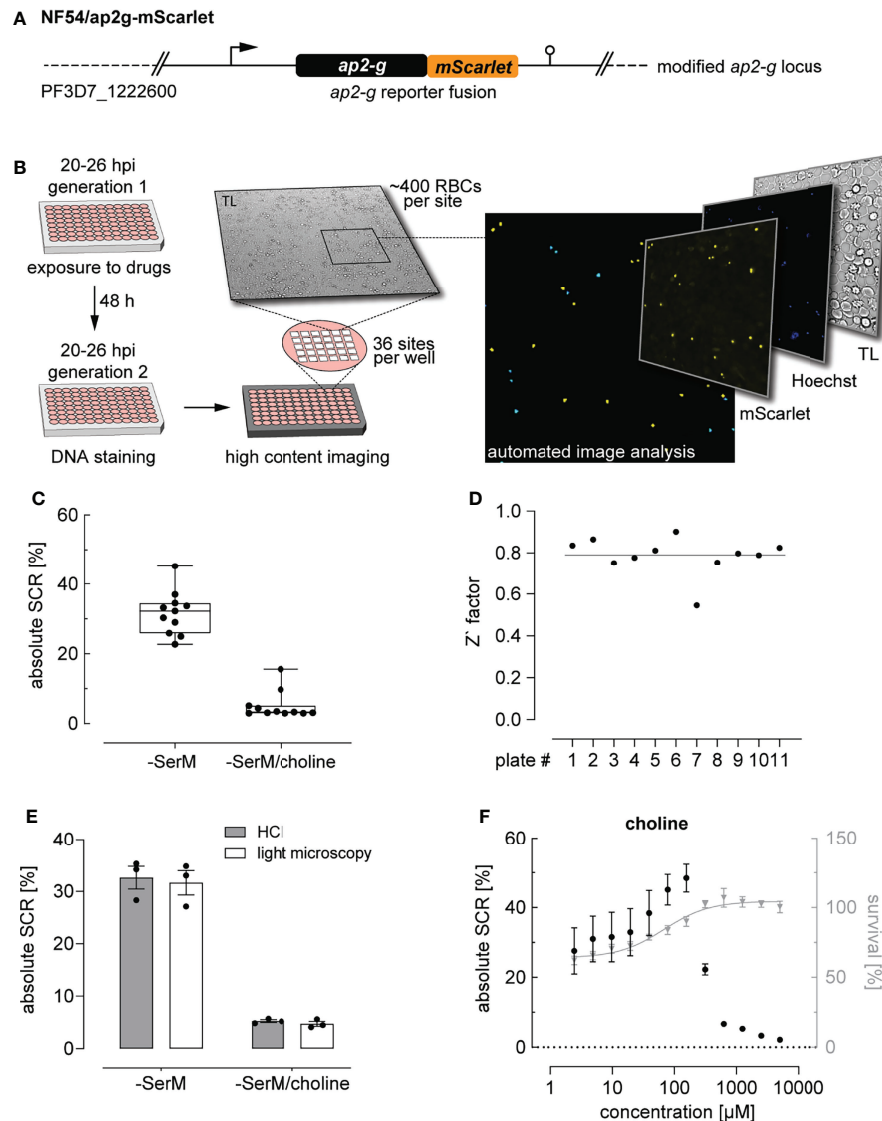 A NF54/ap2g-mScarlet
ap2-g
mScarlet
modified ap2-g locus
PF3D7_1222600
ap2-g reporter fusion
B
20-26 hpi
generation 1
exposure to drugs
48 h
20-26 hpi
generation 2
DNA staining
TL
~400 RBCs
per site
36 sites
per well
high content imaging
automated image analysis
mScarlet
Hoechst
TL
C
absolute SCR [%]
60
40
20
0
-SerM
-SerM/choline
D
Z' factor
1.0
0.8
0.6
0.4
0.2
0.0
plate # 1 2 3 4 5 6 7 8 9 10 11
E
absolute SCR [%]
40
30
20
10
0
HCI
light microscopy
-SerM
-SerM/choline
F
choline
absolute SCR [%]
60
40
20
0
survival [%]
150
100
50
0
1 10 100 1000 10000
concentration [µM]